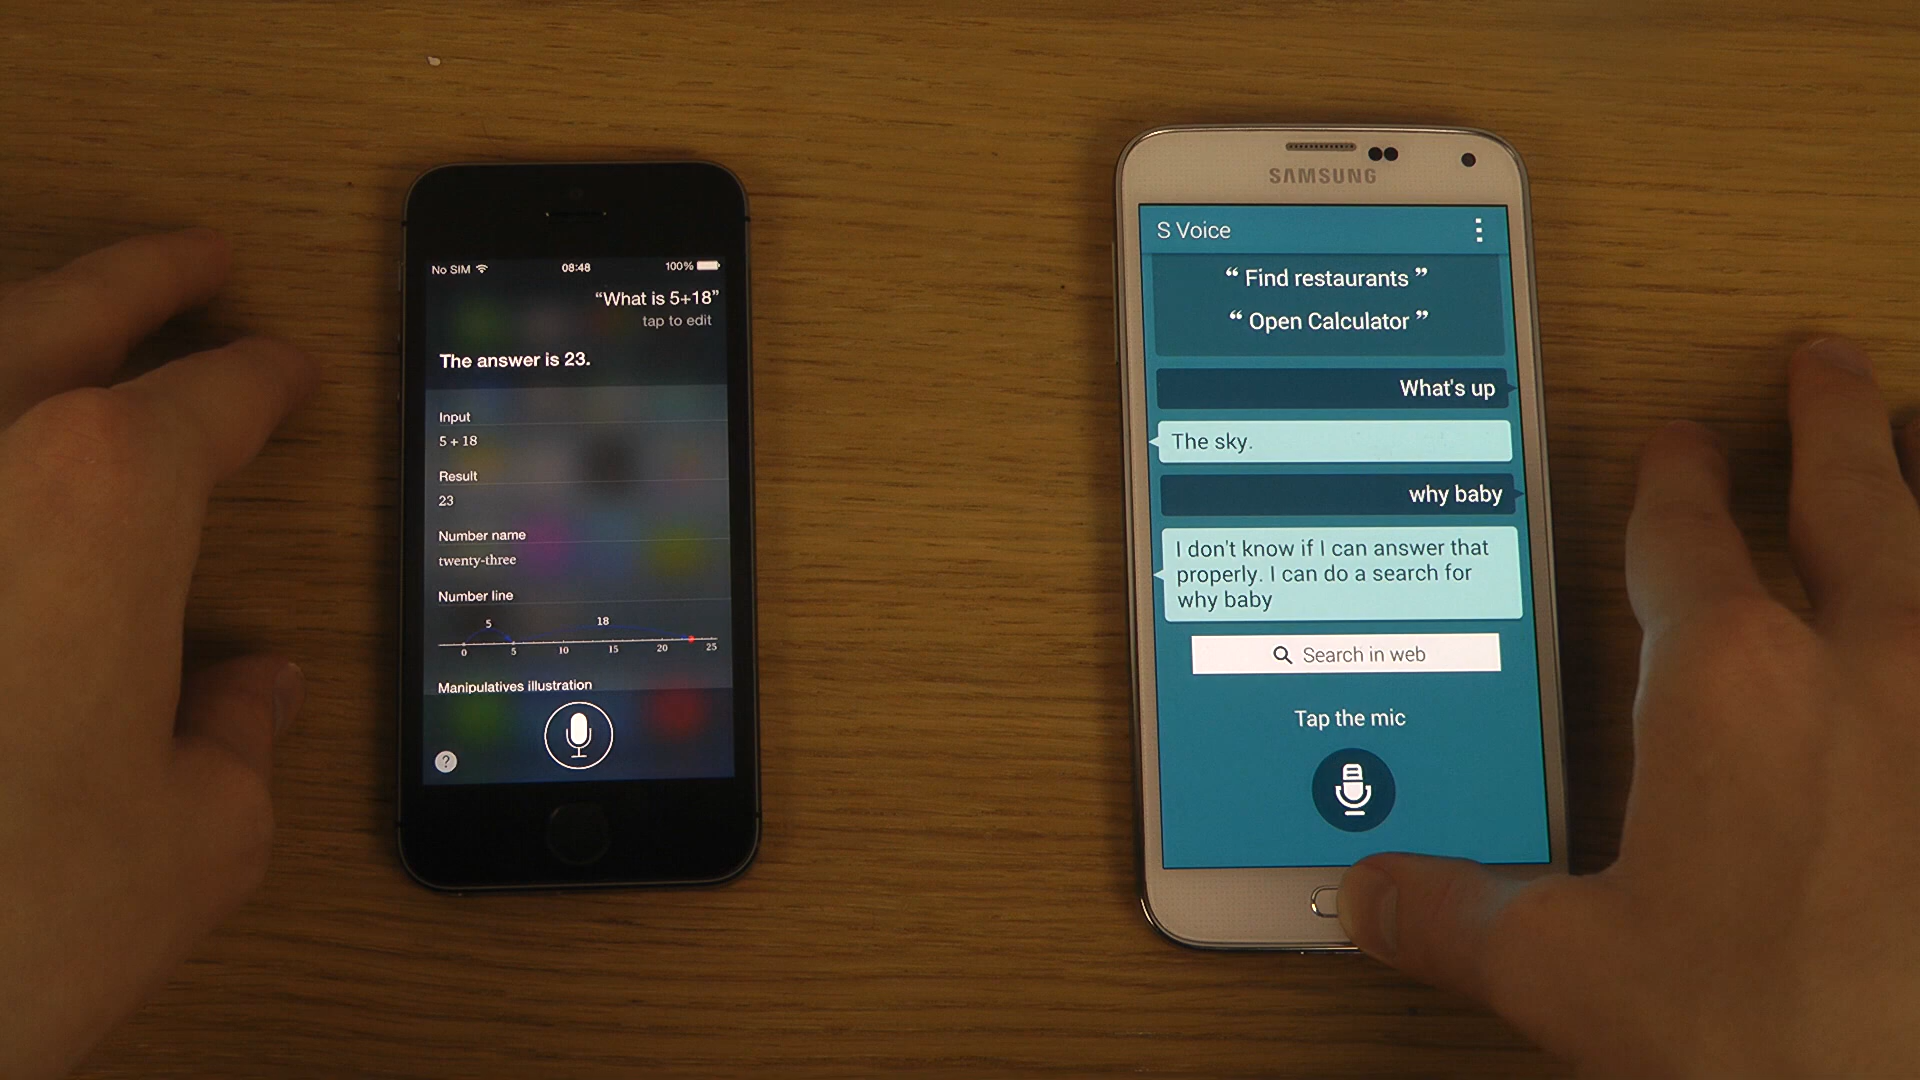 No SIM 08:48 100%
“What is 5+18”
tap to edit
The answer is 23.
Input
5 + 18
Result
23
Number name
twenty-three
Number line
5 18
0 5 10 15 20 25
Manipulatives illustration
?
SAMSUNG
S Voice
“ Find restaurants ”
“ Open Calculator ”
What's up
The sky.
why baby
I don't know if I can answer that
properly. I can do a search for
why baby
Search in web
Tap the mic